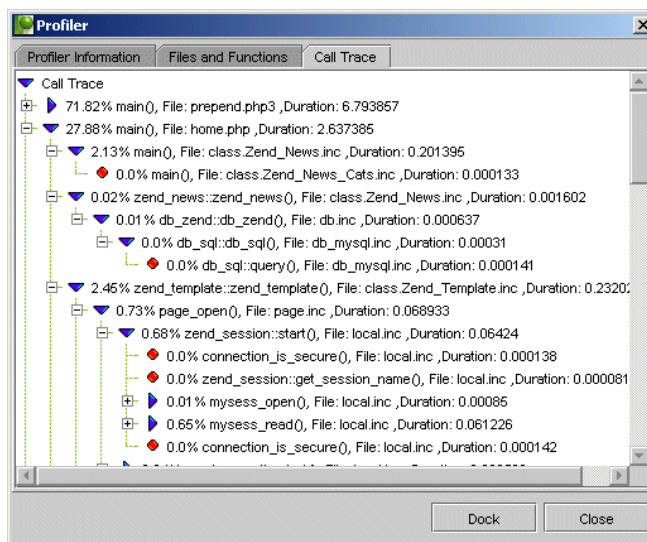 Profiler
Profiler Information Files and Functions Call Trace
Call Trace
71.82% main(), File: prepend.php3 ,Duration: 6.793857
27.88% main(), File: home.php ,Duration: 2.637385
2.13% main(), File: class.Zend_News.inc ,Duration: 0.201395
0.0% main(), File: class.Zend_News_Cats.inc ,Duration: 0.000133
0.02% zend_news::zend_news(), File: class.Zend_News.inc ,Duration: 0.001602
0.01% db_zend::db_zend(), File: db.inc ,Duration: 0.000637
0.0% db_sql::db_sql(), File: db_mysql.inc ,Duration: 0.00031
0.0% db_sql::query(), File: db_mysql.inc ,Duration: 0.000141
2.45% zend_template::zend_template(), File: class.Zend_Template.inc ,Duration: 0.23202
0.73% page_open(), File: page.inc ,Duration: 0.068933
0.68% zend_session::start(), File: local.inc ,Duration: 0.06424
0.0% connection_is_secure(), File: local.inc ,Duration: 0.000138
0.0% zend_session::get_session_name(), File: local.inc ,Duration: 0.000081
0.01% mysess_open(), File: local.inc ,Duration: 0.00085
0.65% mysess_read(), File: local.inc ,Duration: 0.061226
0.0% connection_is_secure(), File: local.inc ,Duration: 0.000142
Dock Close